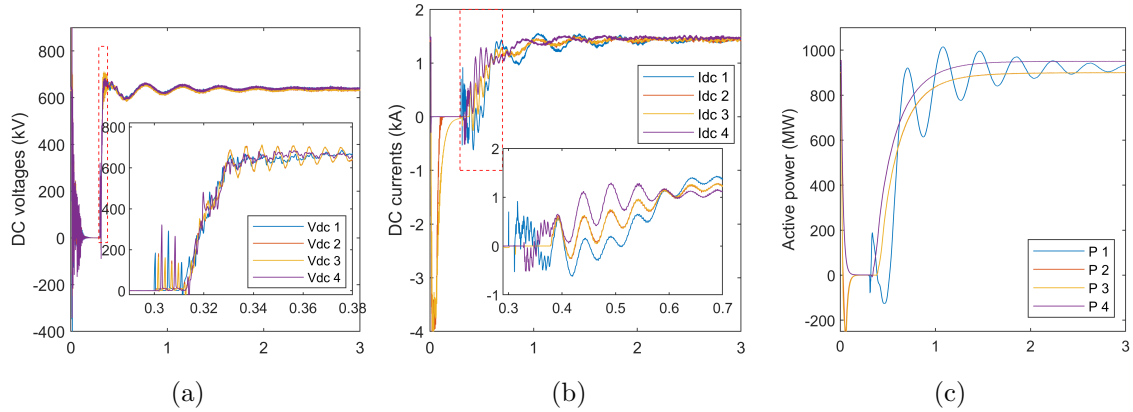 DC voltages (kV)
800
600
400
200
0
-200
-400
0
1
2
3
800
600
400
200
0
0.3
0.32
0.34
0.36
0.38
Vdc 1
Vdc 2
Vdc 3
Vdc 4
(a)
DC currents (kA)
2
1
0
-1
-2
-3
-4
0
1
2
3
Idc 1
Idc 2
Idc 3
Idc 4
2
1
0
-1
0.3
0.4
0.5
0.6
0.7
(b)
Active power (MW)
1000
800
600
400
200
0
-200
0
1
2
3
P 1
P 2
P 3
P 4
(c)